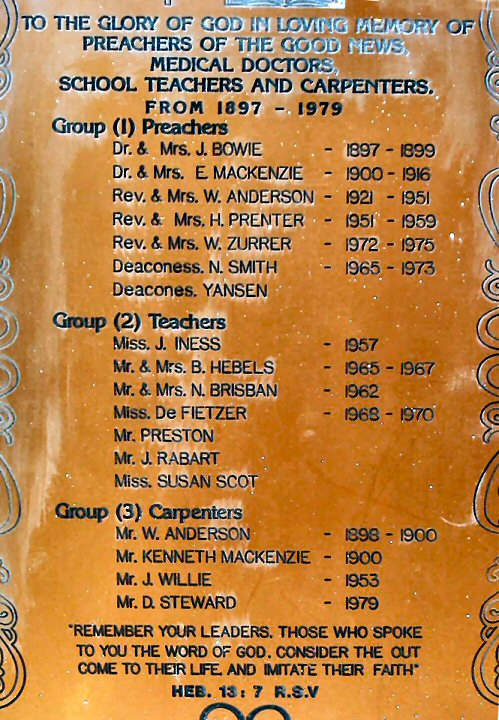 TO THE GLORY OF GOD IN LOVING MEMORY OF
PREACHERS OF THE GOOD NEWS,
MEDICAL DOCTORS,
SCHOOL TEACHERS AND CARPENTERS.
FROM 1897 - 1979
Group (1) Preachers
Dr. & Mrs. J. BOWIE - 1897 - 1899
Dr. & Mrs. E. MACKENZIE - 1900 - 1916
Rev. & Mrs. W. ANDERSON - 1921 - 1951
Rev. & Mrs. H. PRENTER - 1951 - 1959
Rev. & Mrs. W. ZURRER - 1972 - 1975
Deaconess. N. SMITH - 1965 - 1973
Deacones. YANSEN
Group (2) Teachers
Miss. J. INESS - 1957
Mr. & Mrs. B. HEBELS - 1965 - 1967
Mr. & Mrs. N. BRISBAN - 1962
Miss. De FIETZER - 1968 - 1970
Mr. PRESTON
Mr. J. RABART
Miss. SUSAN SCOT
Group (3) Carpenters
Mr. W. ANDERSON - 1898 - 1900
Mr. KENNETH MACKENZIE - 1900
Mr. J. WILLIE - 1953
Mr. D. STEWARD - 1979
"REMEMBER YOUR LEADERS, THOSE WHO SPOKE
TO YOU THE WORD OF GOD, CONSIDER THE OUT
COME TO THEIR LIFE, AND IMITATE THEIR FAITH"
HEB. 13 : 7 R.S.V